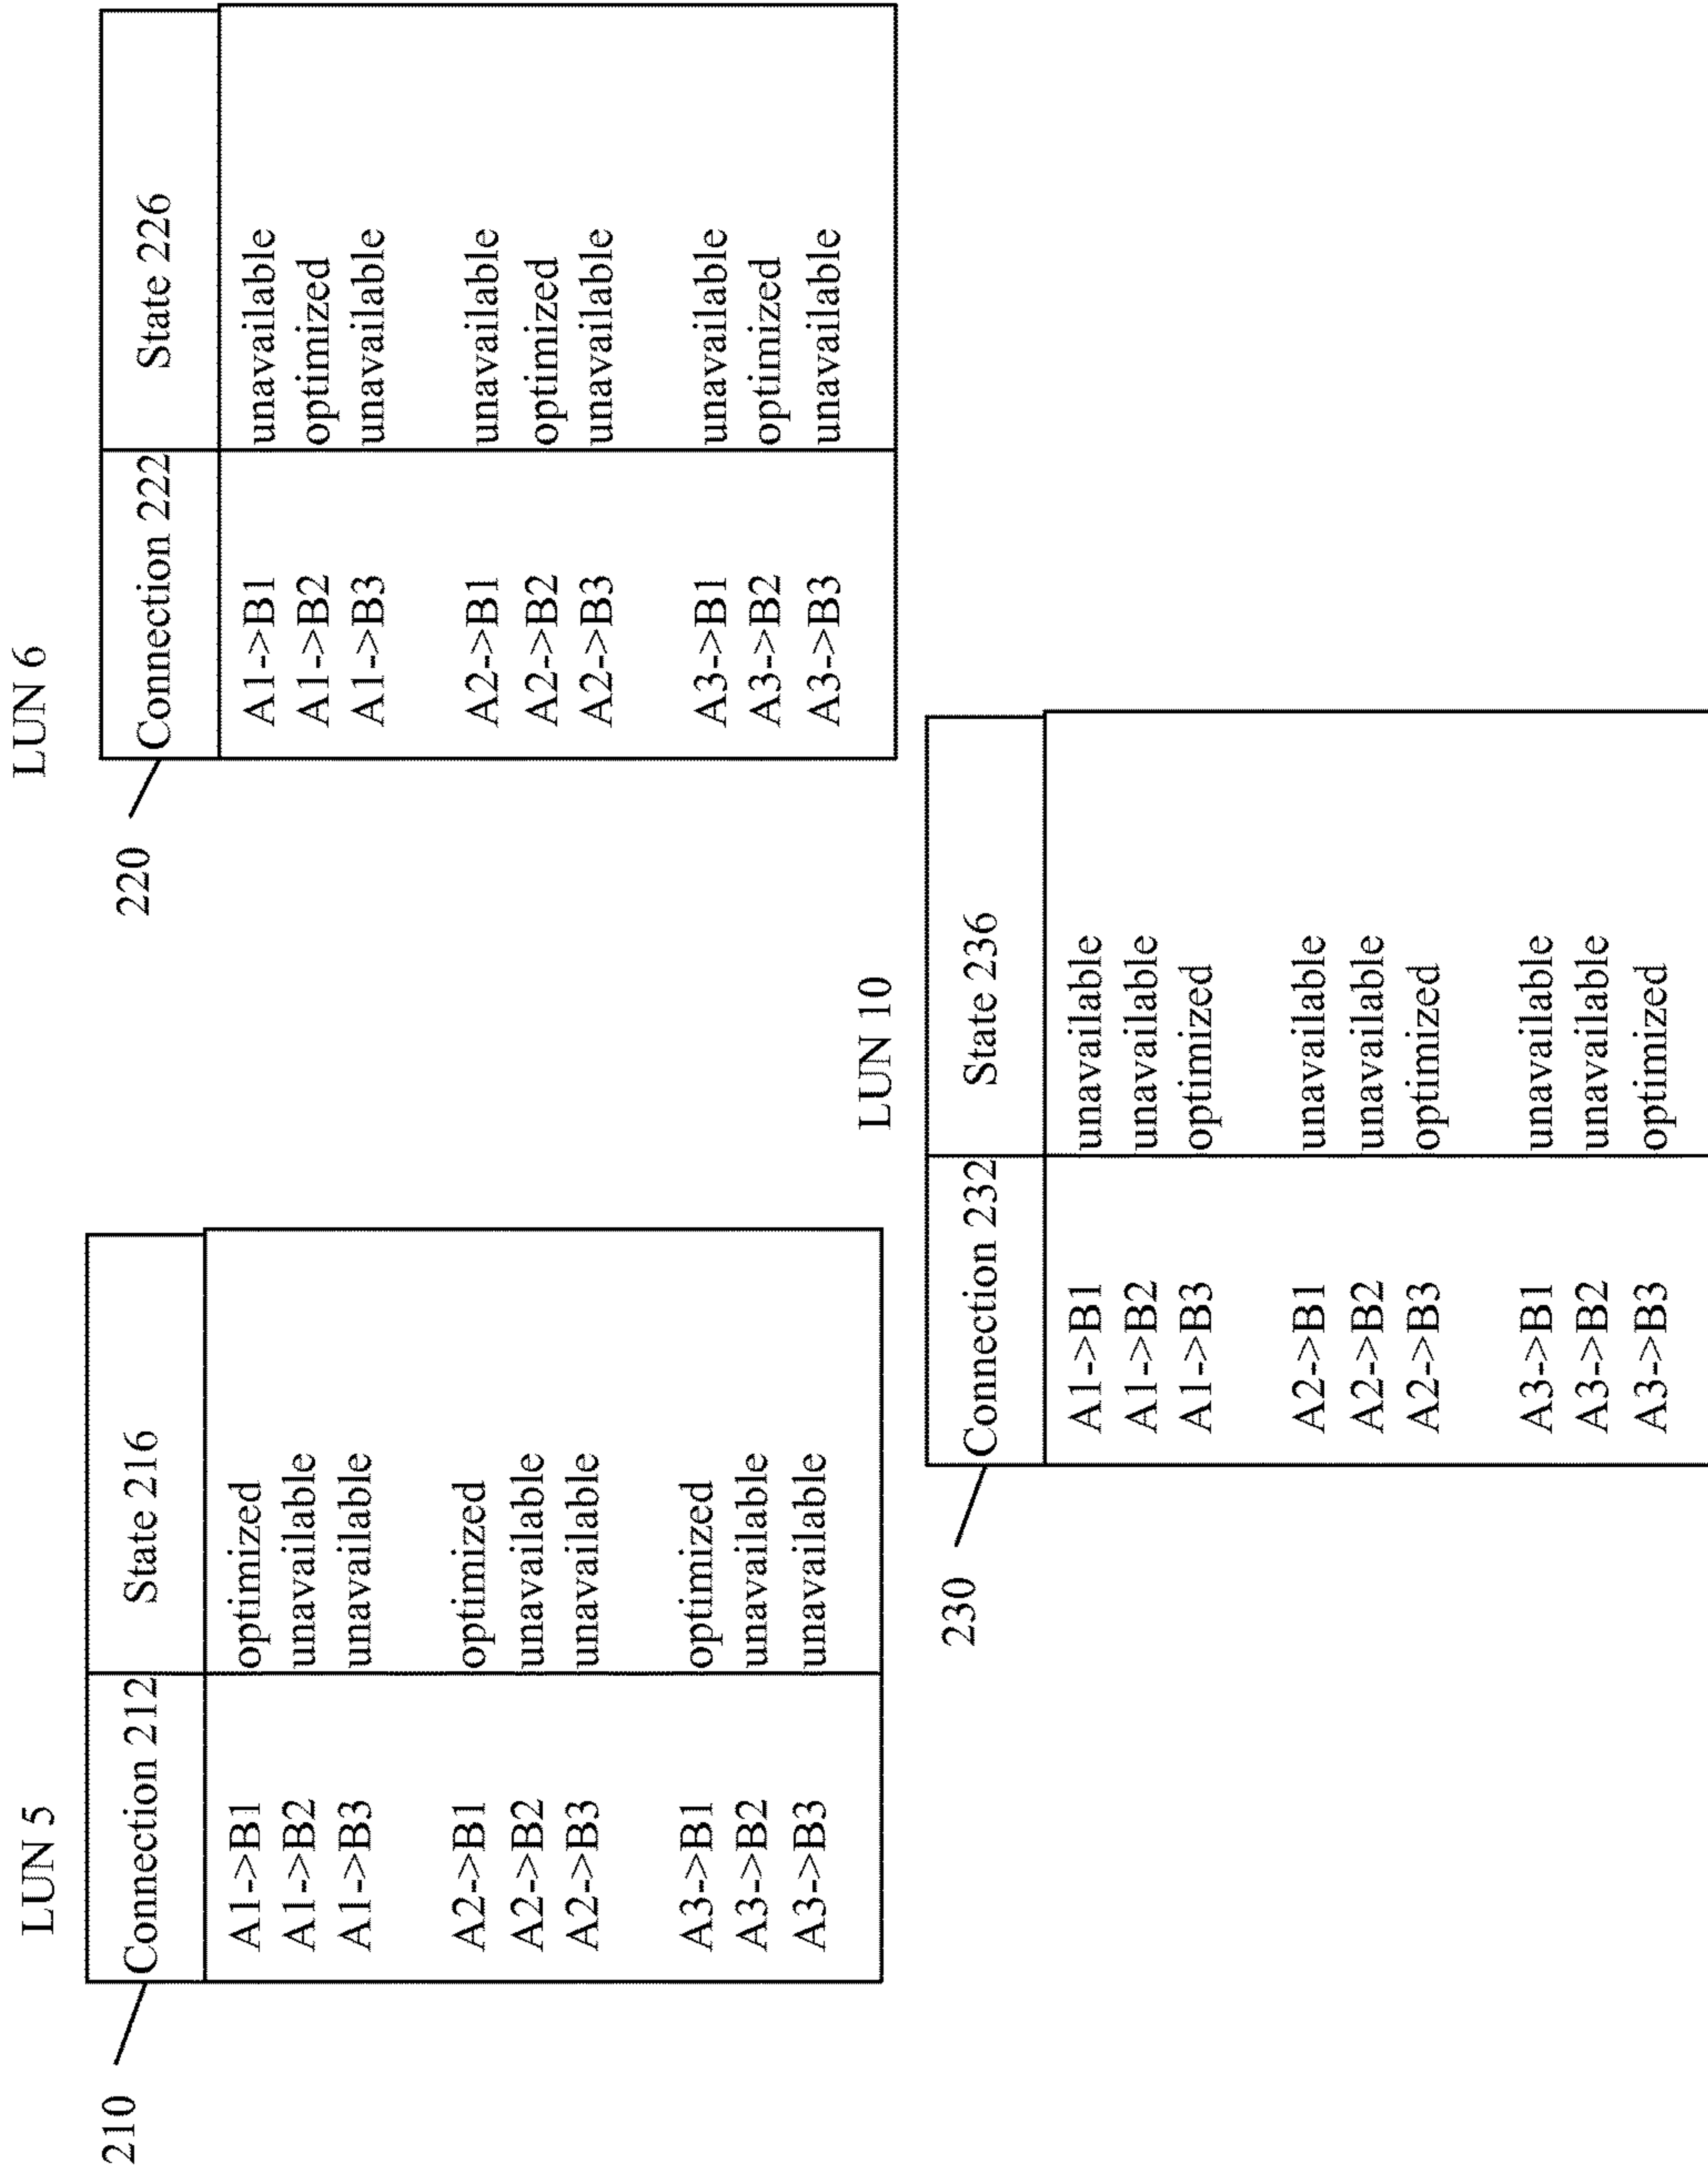 LUN 5
210
Connection 212 State 216
A1->B1 optimized
A1->B2 unavailable
A1->B3 unavailable
A2->B1 optimized
A2->B2 unavailable
A2->B3 unavailable
A3->B1 optimized
A3->B2 unavailable
A3->B3 unavailable
LUN 6
220
Connection 222 State 226
A1->B1 unavailable
A1->B2 optimized
A1->B3 unavailable
A2->B1 unavailable
A2->B2 optimized
A2->B3 unavailable
A3->B1 unavailable
A3->B2 optimized
A3->B3 unavailable
LUN 10
230
Connection 232 State 236
A1->B1 unavailable
A1->B2 unavailable
A1->B3 optimized
A2->B1 unavailable
A2->B2 unavailable
A2->B3 optimized
A3->B1 unavailable
A3->B2 unavailable
A3->B3 optimized